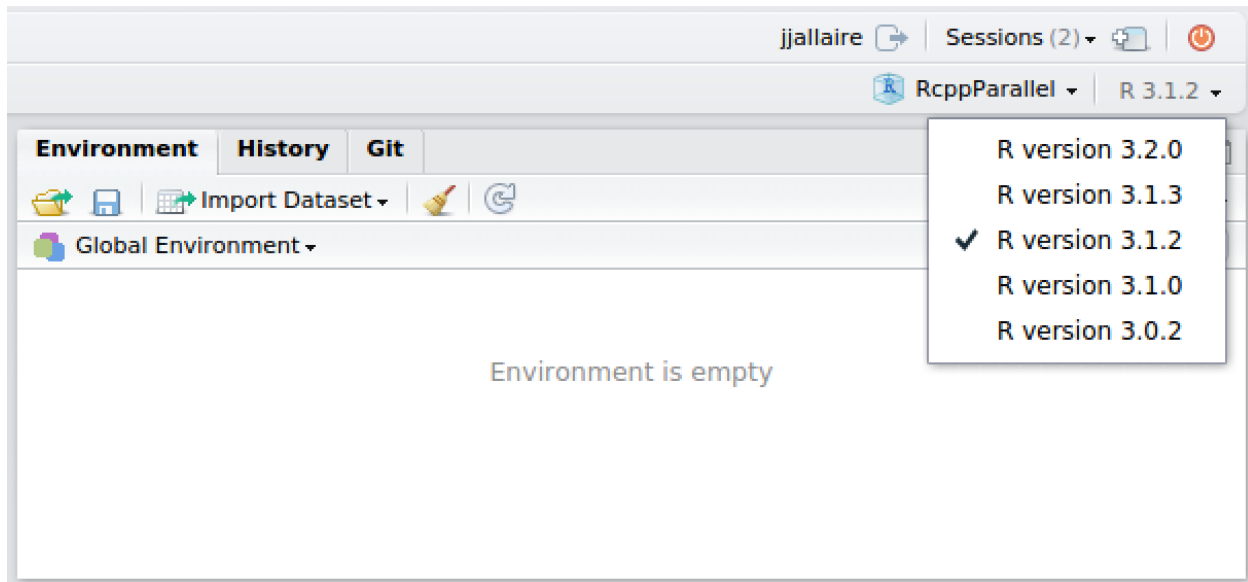 jjallaire Sessions (2)
RcppParallel R 3.1.2
Environment History Git
Import Dataset
Global Environment
R version 3.2.0
R version 3.1.3
R version 3.1.2
R version 3.1.0
R version 3.0.2
Environment is empty